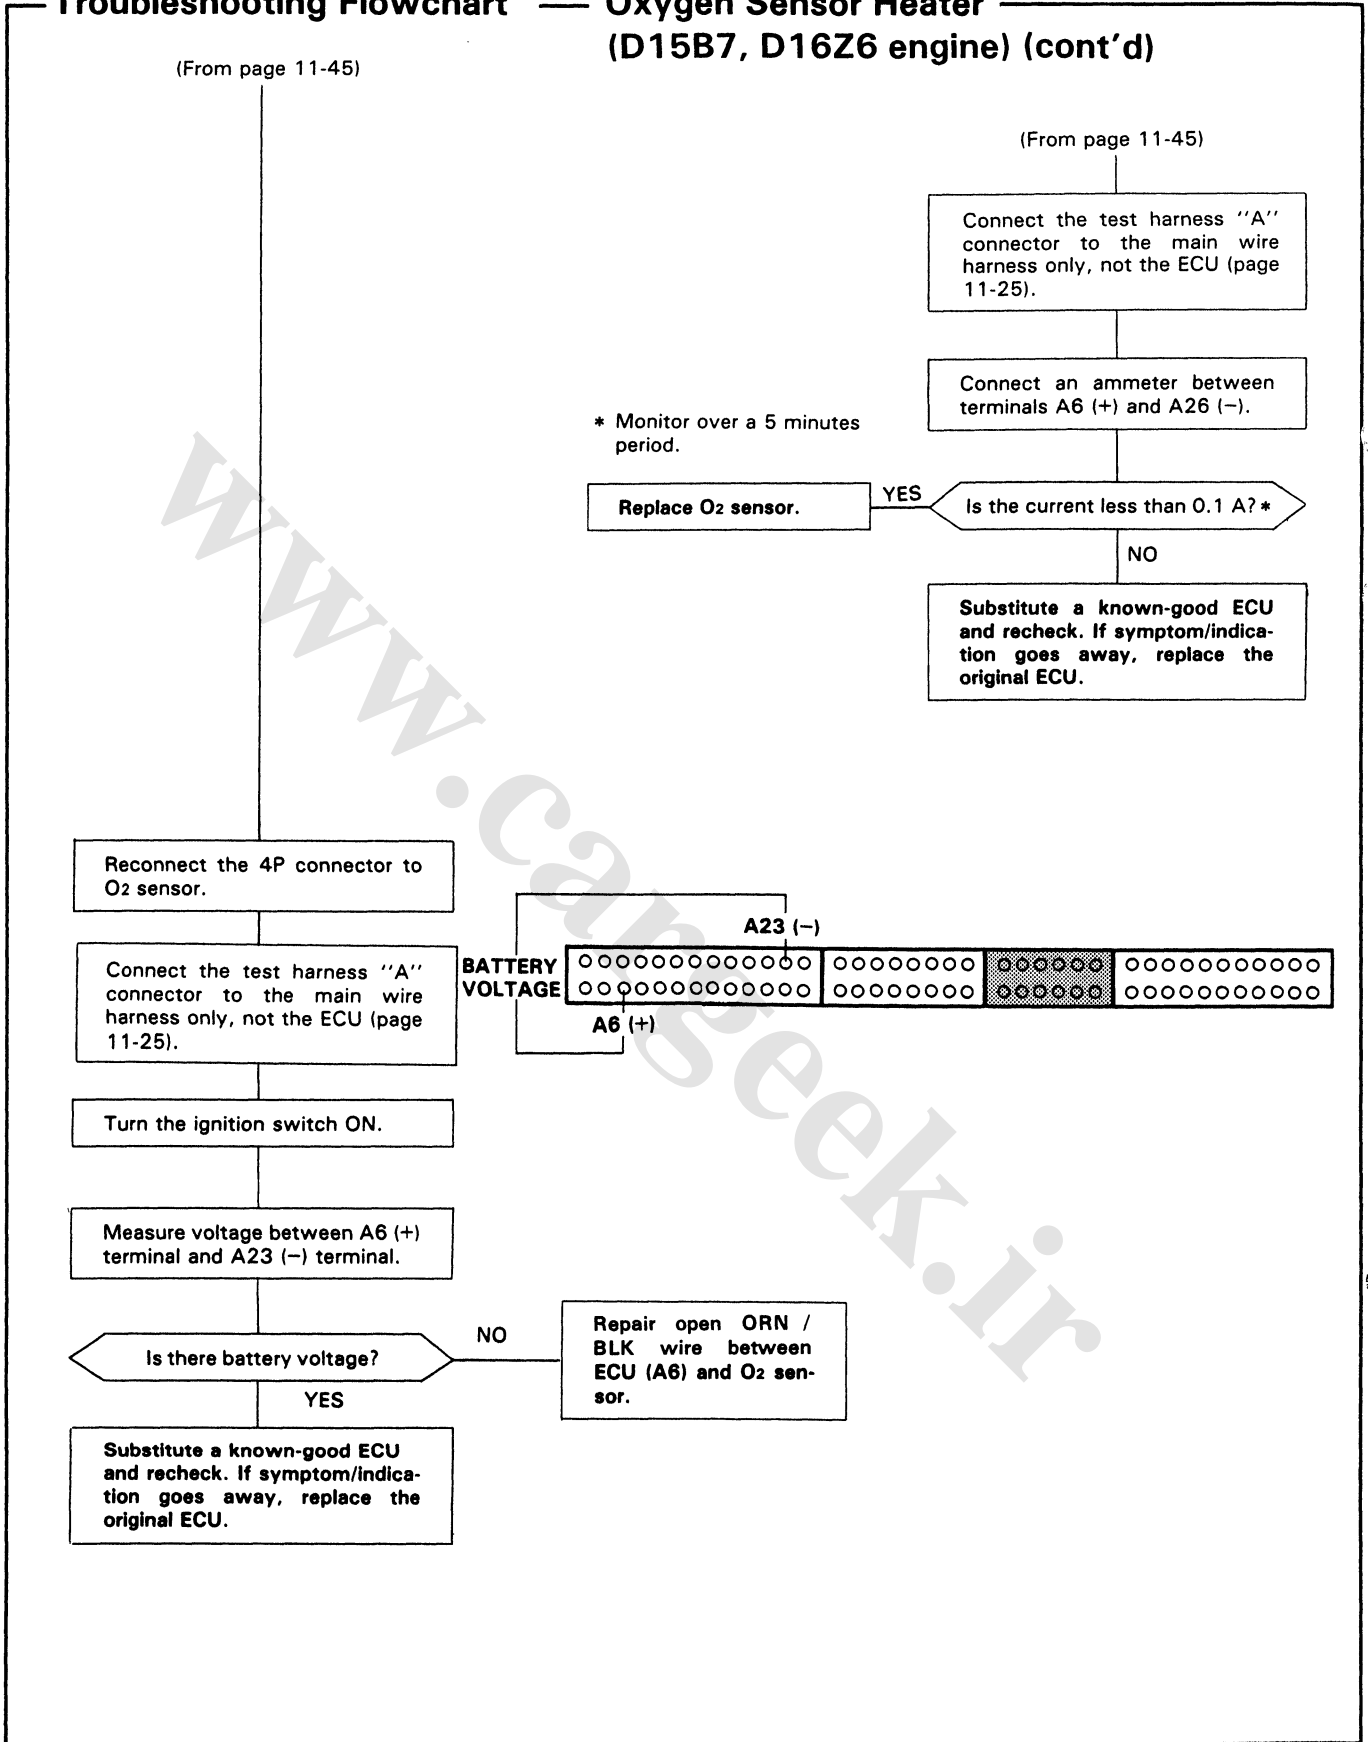 Troubleshooting Flowchart — Oxygen Sensor Heater
(D15B7, D16Z6 engine) (cont'd)
(From page 11-45)
(From page 11-45)
Connect the test harness ''A''
connector to the main wire
harness only, not the ECU (page
11-25).
Connect an ammeter between
terminals A6 (+) and A26 (−).
* Monitor over a 5 minutes
period.
Replace O2 sensor.
YES
Is the current less than 0.1 A?*
NO
Substitute a known-good ECU
and recheck. If symptom/indica-
tion goes away, replace the
original ECU.
Reconnect the 4P connector to
O2 sensor.
Connect the test harness ''A''
connector to the main wire
harness only, not the ECU (page
11-25).
A23 (−)
BATTERY
VOLTAGE
A6 (+)
Turn the ignition switch ON.
Measure voltage between A6 (+)
terminal and A23 (−) terminal.
Is there battery voltage?
NO
Repair open ORN /
BLK wire between
ECU (A6) and O2 sen-
sor.
YES
Substitute a known-good ECU
and recheck. If symptom/indica-
tion goes away, replace the
original ECU.
www.cargeek.ir